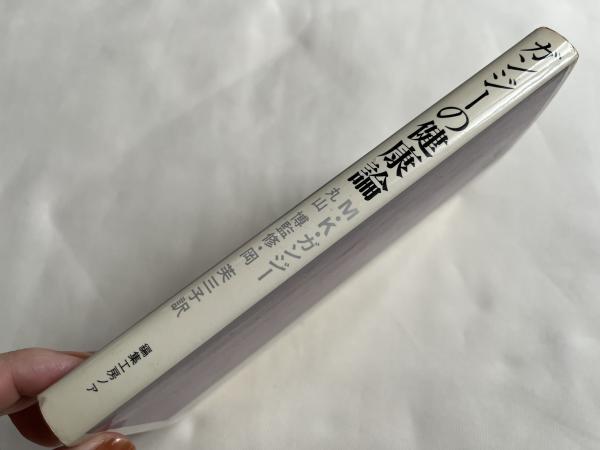 ガンジーの健康論
M・K・ガンジー
丸山 博監修・岡 芙三子訳
編集工房ノア